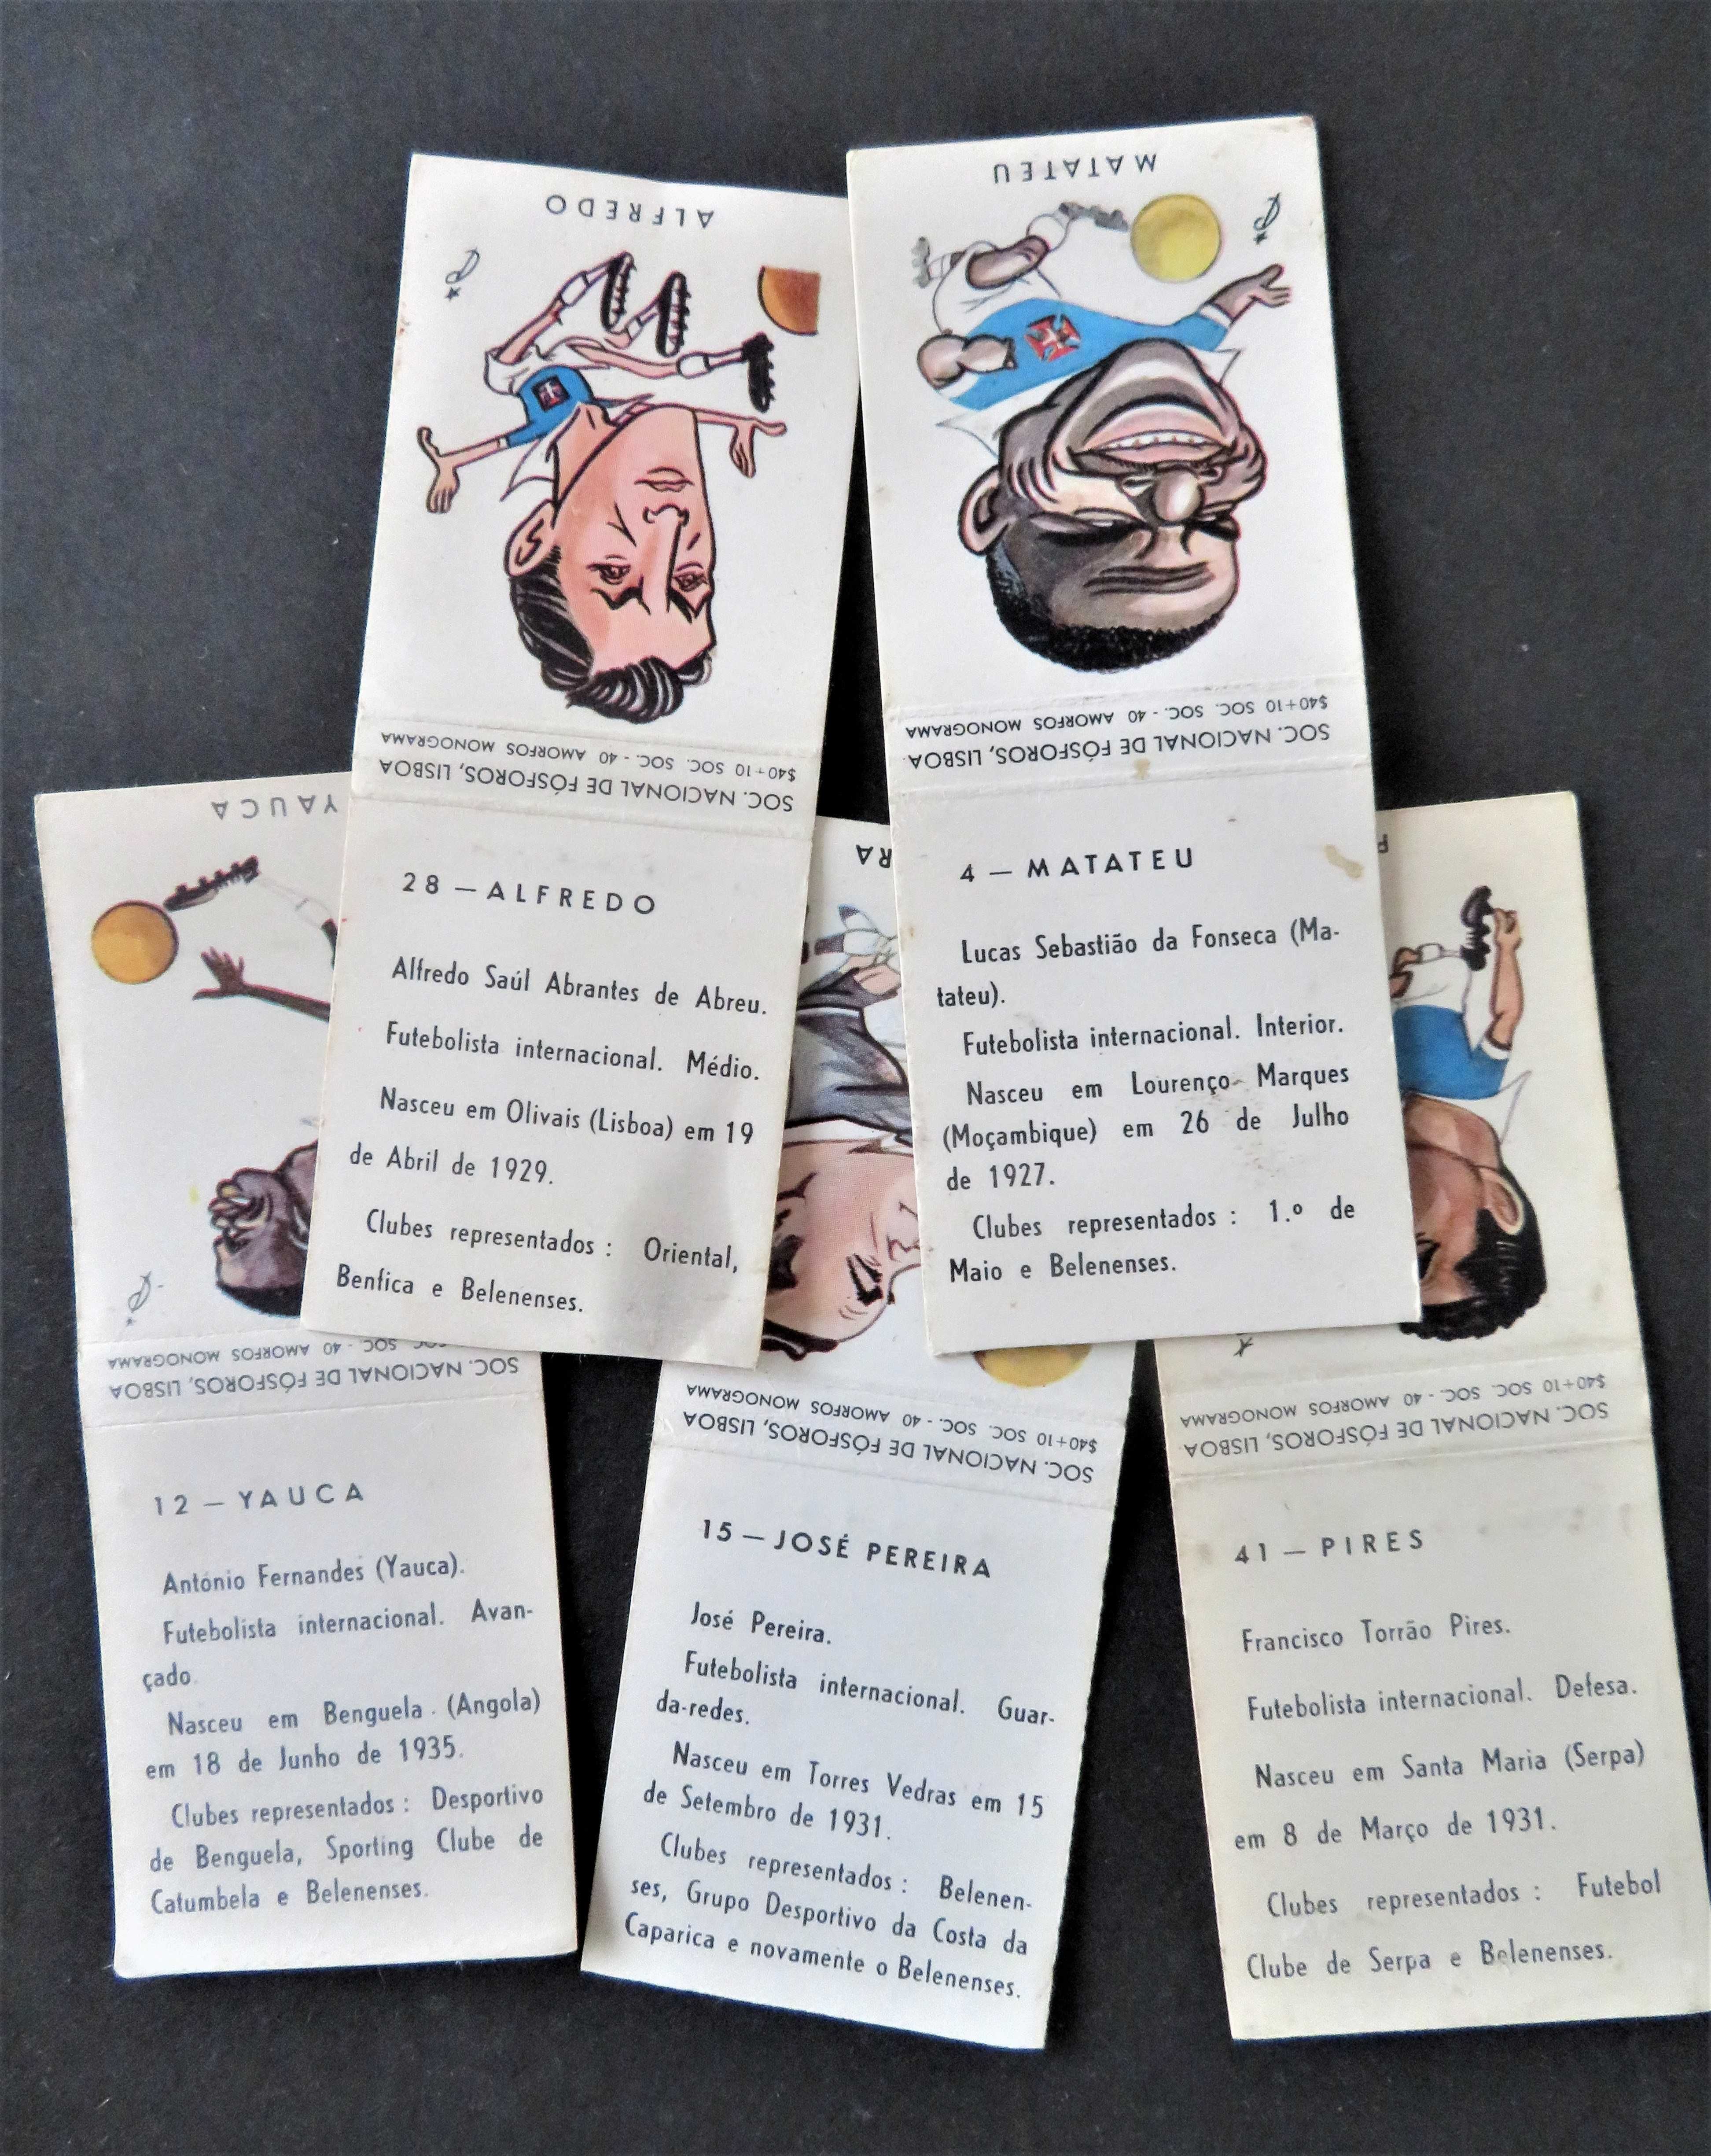 ALFREDO
SOC. NACIONAL DE FÓSFOROS, LISBOA
$40+10 SOC. SOC. - 40 AMORFOS MONOGRAMA
28 — ALFREDO
Alfredo Saúl Abrantes de Abreu.
Futebolista internacional. Médio.
Nasceu em Olivais (Lisboa) em 19
de Abril de 1929.
Clubes representados : Oriental,
Benfica e Belenenses.
MATATEU
SOC. NACIONAL DE FÓSFOROS, LISBOA
$40+10 SOC. SOC. - 40 AMORFOS MONOGRAMA
4 — MATATEU
Lucas Sebastião da Fonseca (Ma-
tateu).
Futebolista internacional. Interior.
Nasceu em Lourenço Marques
(Moçambique) em 26 de Julho
de 1927.
Clubes representados : 1.º de
Maio e Belenenses.
YAUCA
SOC. NACIONAL DE FÓSFOROS, LISBOA
SOC. - 40 AMORFOS MONOGRAMA
12 — YAUCA
António Fernandes (Yauca).
Futebolista internacional. Avan-
çado.
Nasceu em Benguela (Angola)
em 18 de Junho de 1935.
Clubes representados : Desportivo
de Benguela, Sporting Clube de
Catumbela e Belenenses.
RA
SOC. NACIONAL DE FÓSFOROS, LISBOA
$40+10 SOC. SOC. - 40 AMORFOS MONOGRAMA
15 — JOSÉ PEREIRA
José Pereira.
Futebolista internacional. Guar-
da-redes.
Nasceu em Torres Vedras em 15
de Setembro de 1931.
Clubes representados : Belenen-
ses, Grupo Desportivo da Costa da
Caparica e novamente o Belenenses.
P
SOC. NACIONAL DE FÓSFOROS, LISBOA
$40+10 SOC. SOC. - 40 AMORFOS MONOGRAMA
41 — PIRES
Francisco Torrão Pires.
Futebolista internacional. Defesa.
Nasceu em Santa Maria (Serpa)
em 8 de Março de 1931.
Clubes representados : Futebol
Clube de Serpa e Belenenses.